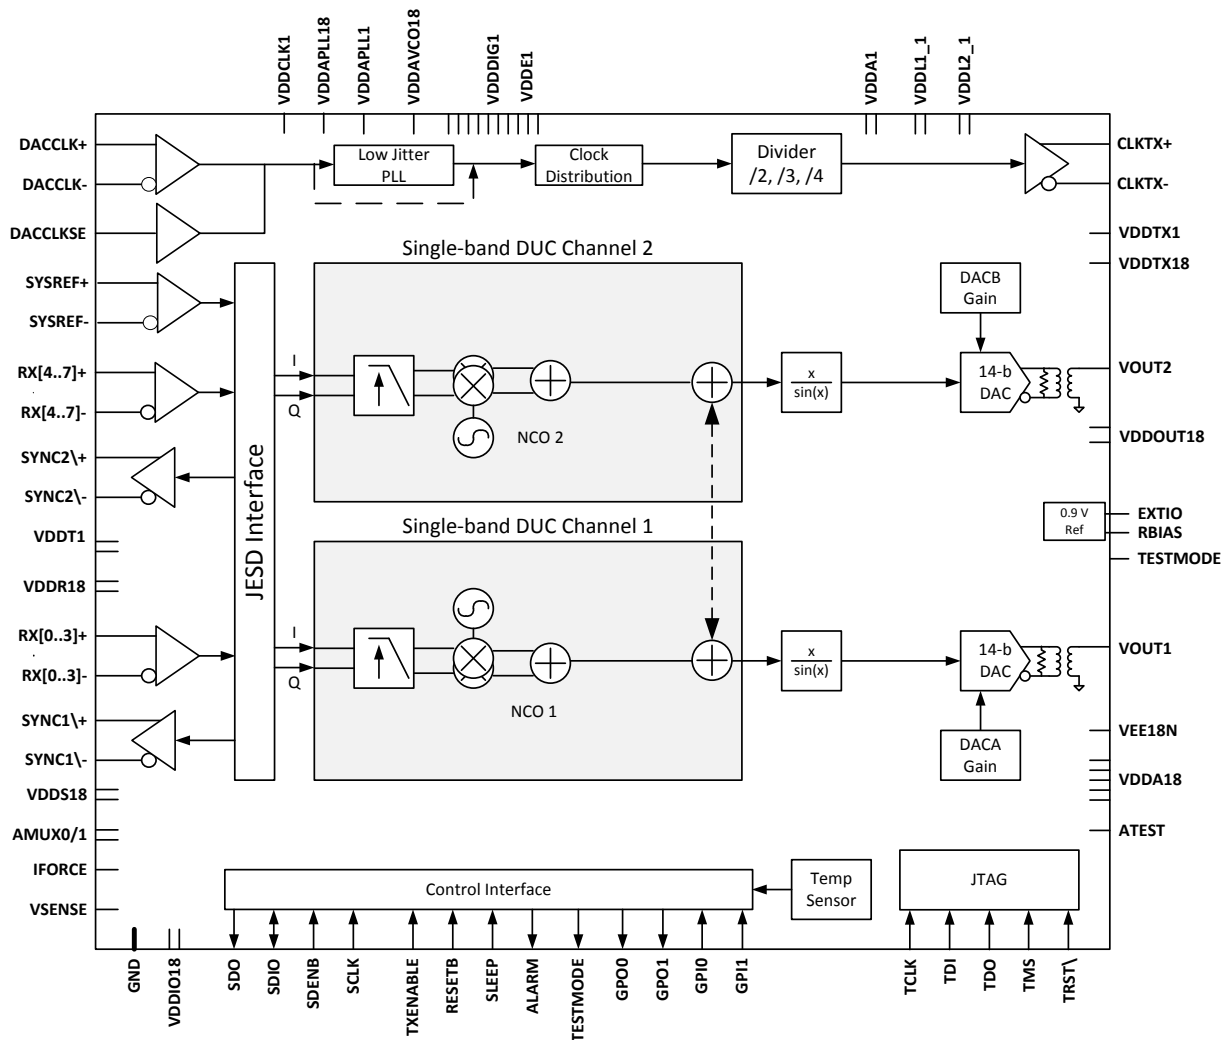 VDDCLK1
VDDAPLL18
VDDAPLL1
VDDAVCO18
VDDDIG1
VDDE1
VDDA1
VDDL1_1
VDDL2_1
DACCLK+
DACCLK-
DACCLKSE
SYSREF+
SYSREF-
RX[4..7]+
RX[4..7]-
SYNC2\+
SYNC2\-
VDDT1
VDDR18
RX[0..3]+
.
RX[0..3]-
SYNC1\+
SYNC1\-
VDDS18
AMUX0/1
IFORCE
VSENSE
Low Jitter
PLL
Clock
Distribution
Divider
/2, /3, /4
JESD Interface
Single-band DUC Channel 2
I
Q
NCO 2
x
sin(x)
DACB
Gain
14-b
DAC
Single-band DUC Channel 1
I
Q
NCO 1
x
sin(x)
14-b
DAC
DACA
Gain
0.9 V
Ref
Control Interface
Temp
Sensor
JTAG
CLKTX+
CLKTX-
VDDTX1
VDDTX18
VOUT2
VDDOUT18
EXTIO
RBIAS
TESTMODE
VOUT1
VEE18N
VDDA18
ATEST
GND
VDDIO18
SDO
SDIO
SDENB
SCLK
TXENABLE
RESETB
SLEEP
ALARM
TESTMODE
GPO0
GPO1
GPI0
GPI1
TCLK
TDI
TDO
TMS
TRST\